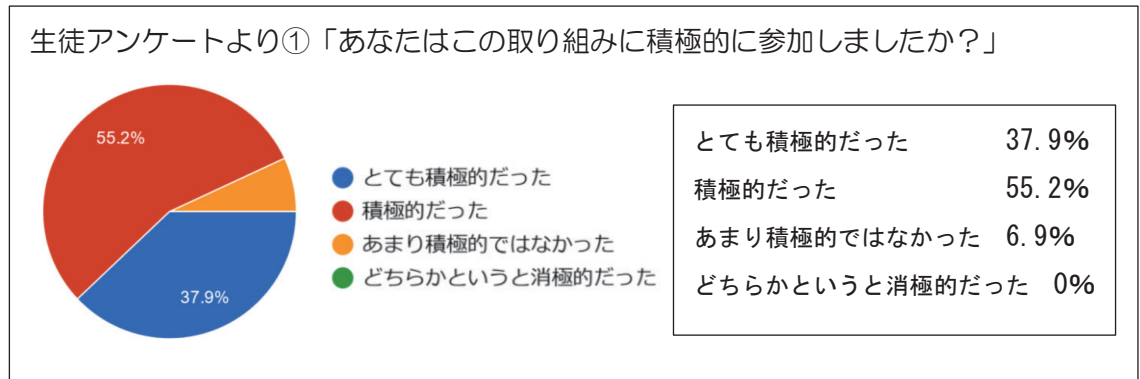 生徒アンケートより①「あなたはこの取り組みに積極的に参加しましたか？」
55.2%
37.9%
とても積極的だった
積極的だった
あまり積極的ではなかった
どちらかというと消極的だった
とても積極的だった 37.9%
積極的だった 55.2%
あまり積極的ではなかった 6.9%
どちらかというと消極的だった 0%